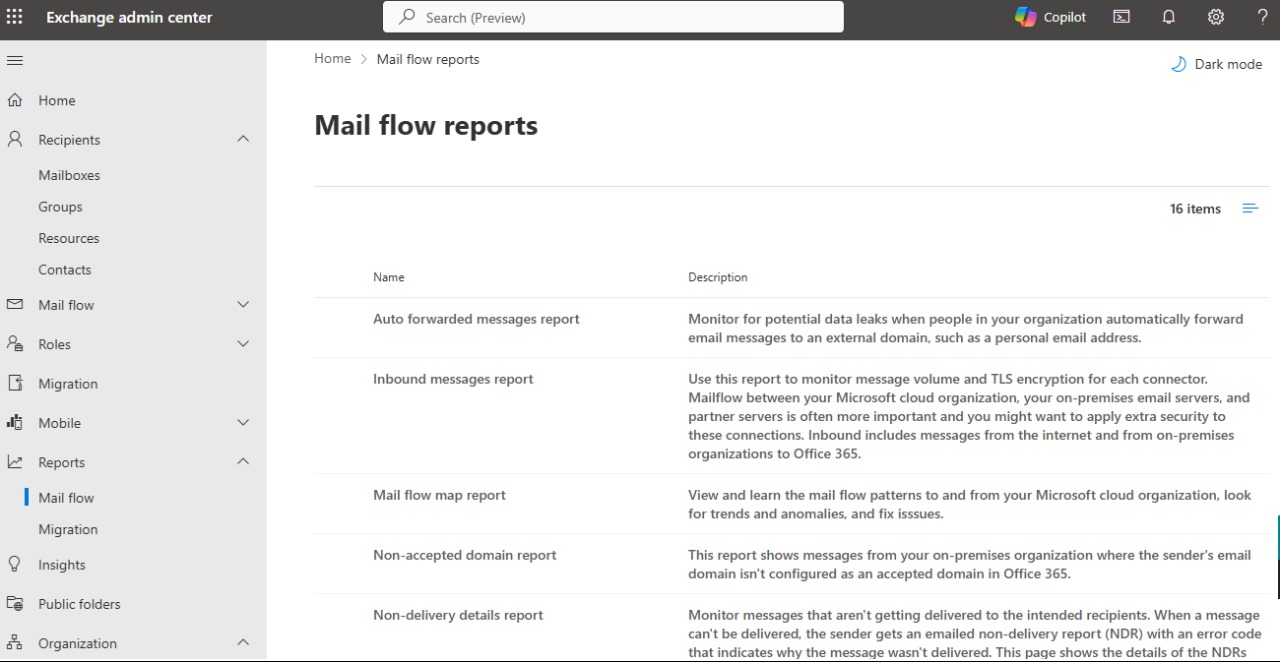 Exchange admin center
Search (Preview)
Copilot
?
Home
Recipients
Mailboxes
Groups
Resources
Contacts
Mail flow
Roles
Migration
Mobile
Reports
Mail flow
Migration
Insights
Public folders
Organization
Home > Mail flow reports
Dark mode
Mail flow reports
16 items
Name Description
Auto forwarded messages report
Monitor for potential data leaks when people in your organization automatically forward
email messages to an external domain, such as a personal email address.
Inbound messages report
Use this report to monitor message volume and TLS encryption for each connector.
Mailflow between your Microsoft cloud organization, your on-premises email servers, and
partner servers is often more important and you might want to apply extra security to
these connections. Inbound includes messages from the internet and from on-premises
organizations to Office 365.
Mail flow map report
View and learn the mail flow patterns to and from your Microsoft cloud organization, look
for trends and anomalies, and fix isssues.
Non-accepted domain report
This report shows messages from your on-premises organization where the sender's email
domain isn't configured as an accepted domain in Office 365.
Non-delivery details report
Monitor messages that aren't getting delivered to the intended recipients. When a message
can't be delivered, the sender gets an emailed non-delivery report (NDR) with an error code
that indicates why the message wasn't delivered. This page shows the details of the NDRs